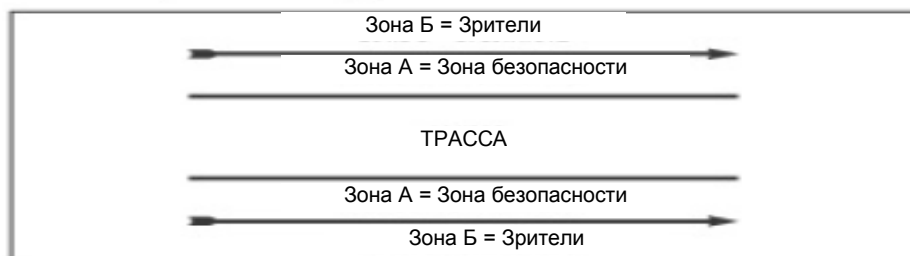 Зона Б = Зрители
Зона А = Зона безопасности
ТРАССА
Зона А = Зона безопасности
Зона Б = Зрители